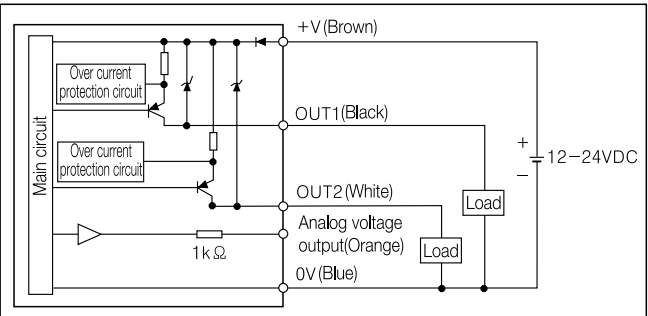 +V(Brown)
Over current
protection circuit
OUT1(Black)
Main circuit
Over current
protection circuit
+
12-24VDC
-
OUT2(White)
Load
Analog voltage
output(Orange)
Load
1kΩ
0V(Blue)